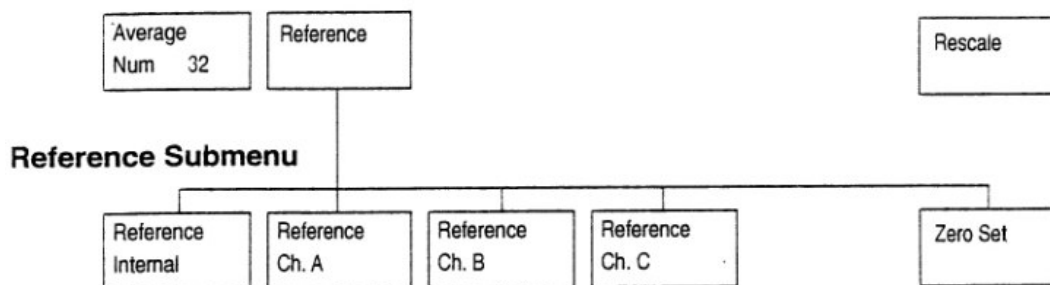 Average
Num 32
Reference
Rescale
Reference Submenu
Reference
Internal
Reference
Ch. A
Reference
Ch. B
Reference
Ch. C
Zero Set